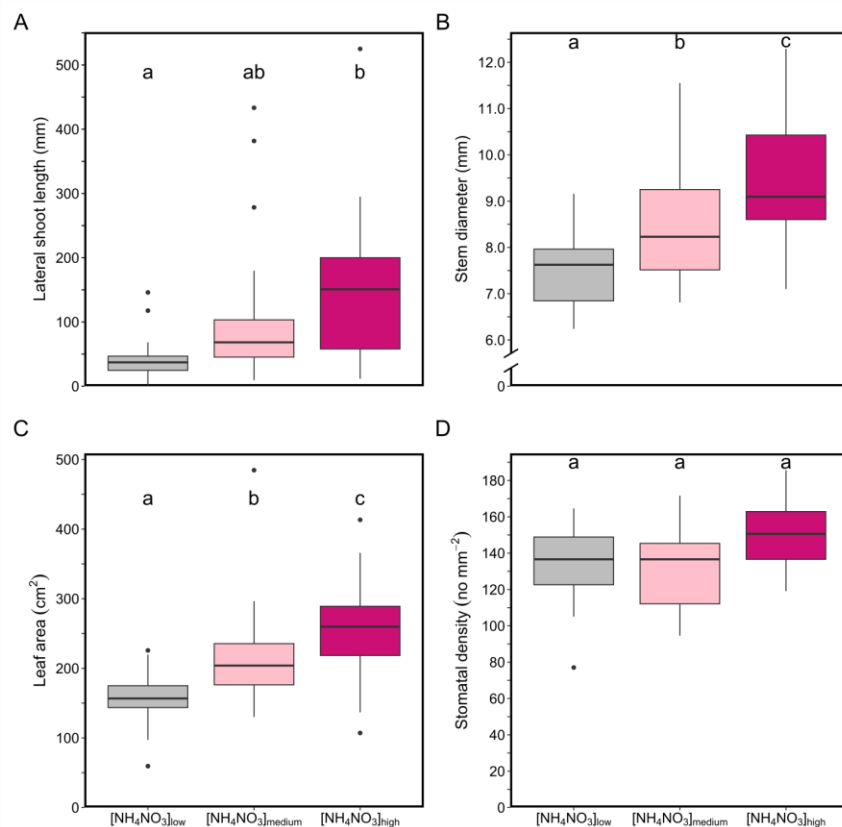 A
Lateral shoot length (mm)
500
400
300
200
100
0
a ab b
B
Stem diameter (mm)
12.0
10.0
9.0
8.0
7.0
6.0
0
a b c
C
Leaf area (cm²)
500
400
300
200
100
0
a b c
[NH₄NO₃]low [NH₄NO₃]medium [NH₄NO₃]high
D
Stomatal density (no mm⁻²)
180
160
140
120
100
80
60
40
20
0
a a a
[NH₄NO₃]low [NH₄NO₃]medium [NH₄NO₃]high